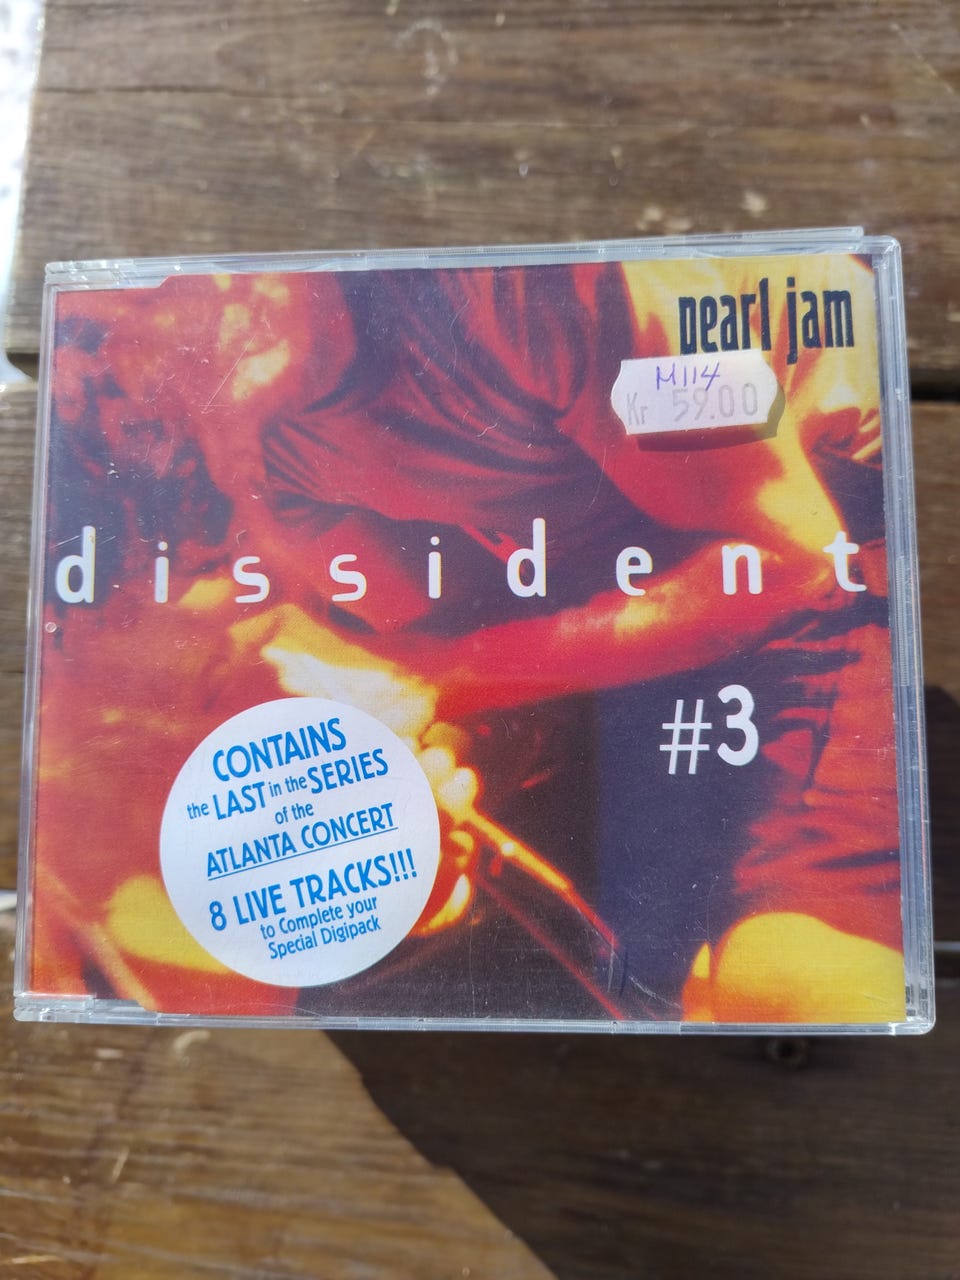 pearl jam
M114
Kr 59.00
dissident
#3
CONTAINS
the LAST in the SERIES
of the
ATLANTA CONCERT
8 LIVE TRACKS!!!
to Complete your
Special Digipack